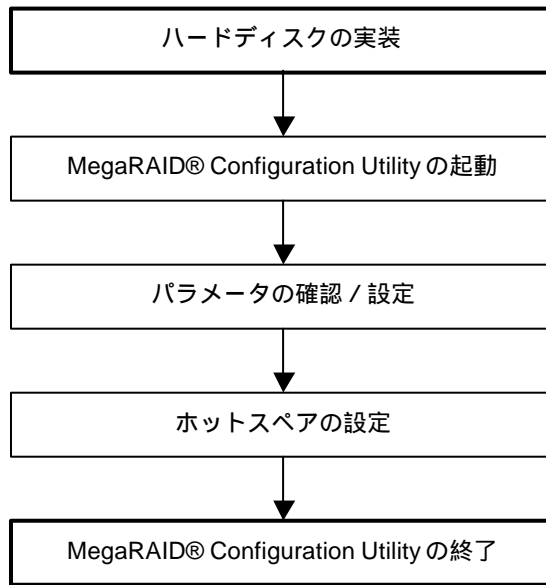 ハードディスクの実装
MegaRAID® Configuration Utility の起動
パラメータの確認 / 設定
ホットスペアの設定
MegaRAID® Configuration Utility の終了